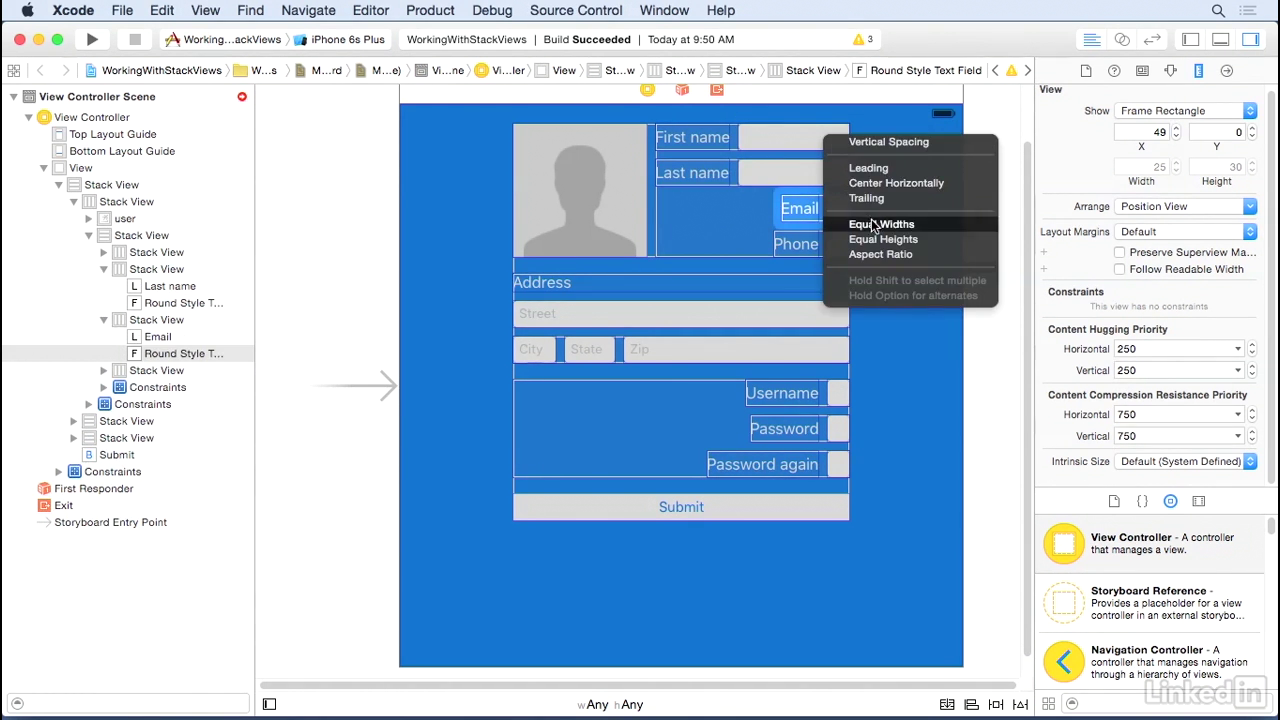 Xcode File Edit View Find Navigate Editor Product Debug Source Control Window Help
Working...ackViews iPhone 6s Plus WorkingWithStackViews Build Succeeded Today at 9:50 AM 3
WorkingWithStackViews W...s M...rd M...e) Vi...ne Vi...ler View St...w St...w St...w Stack View F Round Style Text Field
View Controller Scene
View Controller
Top Layout Guide
Bottom Layout Guide
View
Stack View
Stack View
user
Stack View
Stack View
Stack View
L Last name
F Round Style T...
Stack View
L Email
F Round Style T...
Stack View
Constraints
Constraints
Stack View
Stack View
B Submit
Constraints
First Responder
Exit
Storyboard Entry Point
First name
Last name
Email
Phone
Address
Street
City State Zip
Username
Password
Password again
Submit
Vertical Spacing
Leading
Center Horizontally
Trailing
Equal Widths
Equal Heights
Aspect Ratio
Hold Shift to select multiple
Hold Option for alternates
wAny hAny
View
Show Frame Rectangle
49 0
X Y
25 30
Width Height
Arrange Position View
Layout Margins Default
Preserve Superview Ma...
Follow Readable Width
Constraints
This view has no constraints
Content Hugging Priority
Horizontal 250
Vertical 250
Content Compression Resistance Priority
Horizontal 750
Vertical 750
Intrinsic Size Default (System Defined)
View Controller - A controller
that manages a view.
Storyboard Reference -
Provides a placeholder for a view
controller in an external storybo...
Navigation Controller - A
controller that manages navigation
through a hierarchy of views.
Linked in